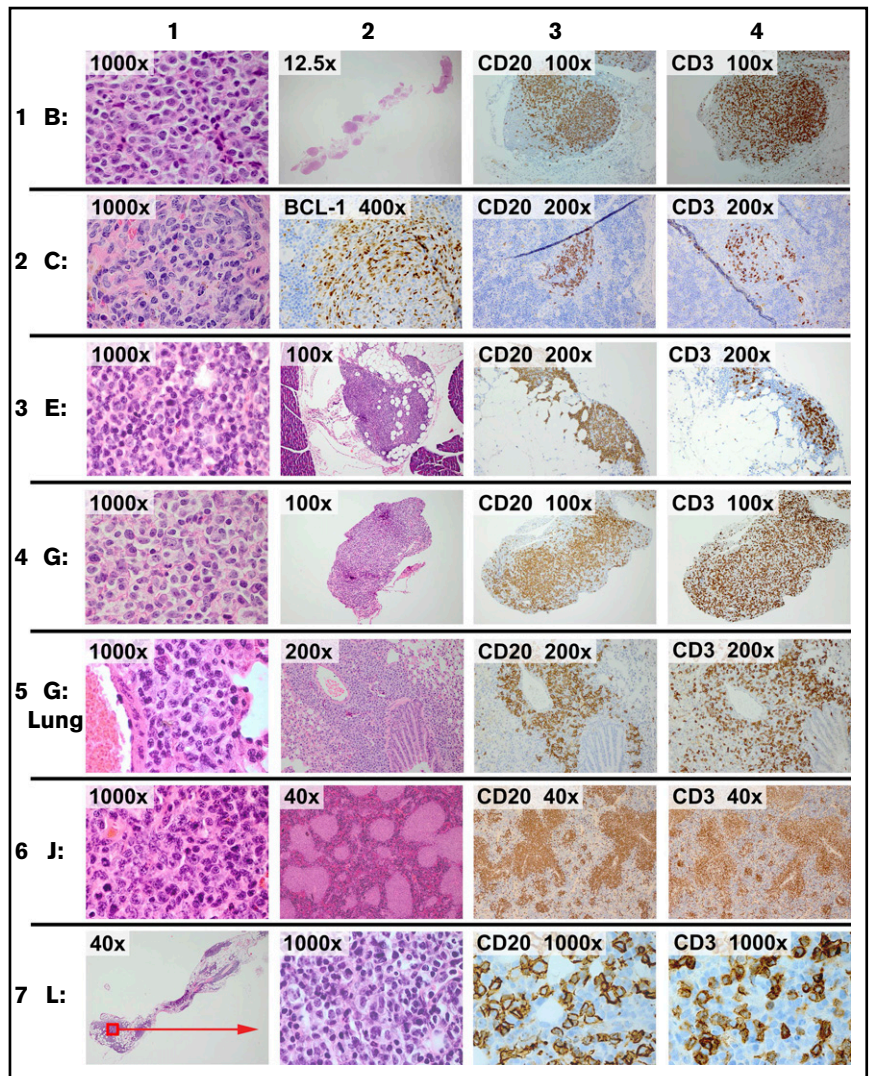 1 2 3 4
1 B: 1000x 12.5x CD20 100x CD3 100x
2 C: 1000x BCL-1 400x CD20 200x CD3 200x
3 E: 1000x 100x CD20 200x CD3 200x
4 G: 1000x 100x CD20 100x CD3 100x
5 G: 1000x 200x CD20 200x CD3 200x
Lung
6 J: 1000x 40x CD20 40x CD3 40x
7 L: 40x 1000x CD20 1000x CD3 1000x